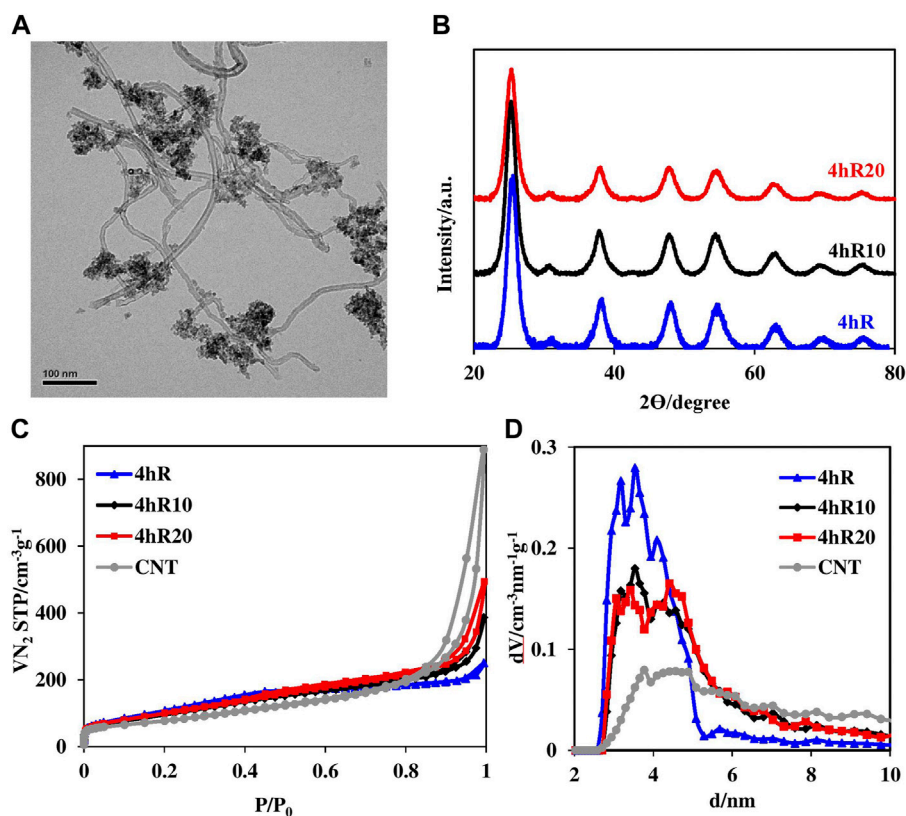 A
100 nm
B
Intensity/a.u.
4hR20
4hR10
4hR
20
40
60
80
2Θ/degree
C
VN₂ STP/cm⁻³g⁻¹
800
600
400
200
0
4hR
4hR10
4hR20
CNT
0
0.2
0.4
0.6
0.8
1
P/P₀
D
dV/cm⁻³nm⁻¹g⁻¹
0.3
0.2
0.1
0
4hR
4hR10
4hR20
CNT
2
4
6
8
10
d/nm